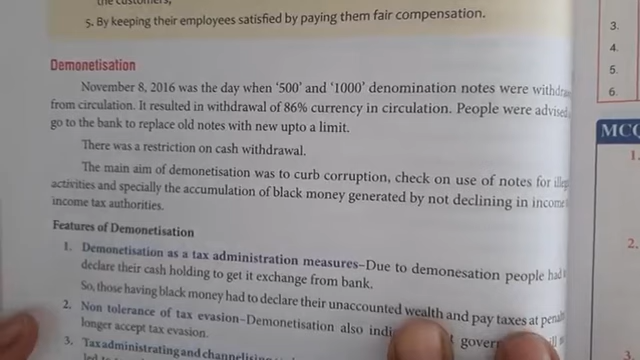 the customers,
5. By keeping their employees satisfied by paying them fair compensation.
Demonetisation
November 8, 2016 was the day when ‘500’ and ‘1000’ denomination notes were
from circulation. It resulted in withdrawal of 86% currency in circulation. People were advised
go to the bank to replace old notes with new upto a limit.
There was a restriction on cash withdrawal.
The main aim of demonetisation was to curb corruption, check on use of notes for
activities and specially the accumulation of black money generated by not declining in income
income tax authorities.
Features of Demonetisation
1. Demonetisation as a tax administration measures–Due to demonesation people had
declare their cash holding to get it exchange from bank.
So, those having black money had to declare their unaccounted wealth and pay taxes at
2. Non tolerance of tax evasion–Demonetisation also
longer accept tax evasion.
3. Tax administrating and
3.
4.
5.
6.
MCQ
1.
2.
3.